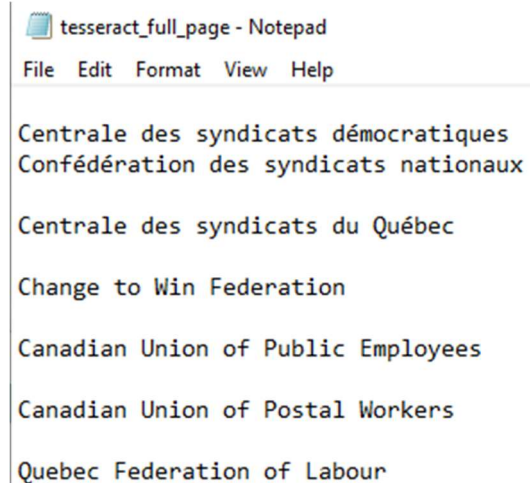 tesseract_full_page - Notepad
File Edit Format View Help
Centrale des syndicats démocratiques
Confédération des syndicats nationaux
Centrale des syndicats du Québec
Change to Win Federation
Canadian Union of Public Employees
Canadian Union of Postal Workers
Quebec Federation of Labour